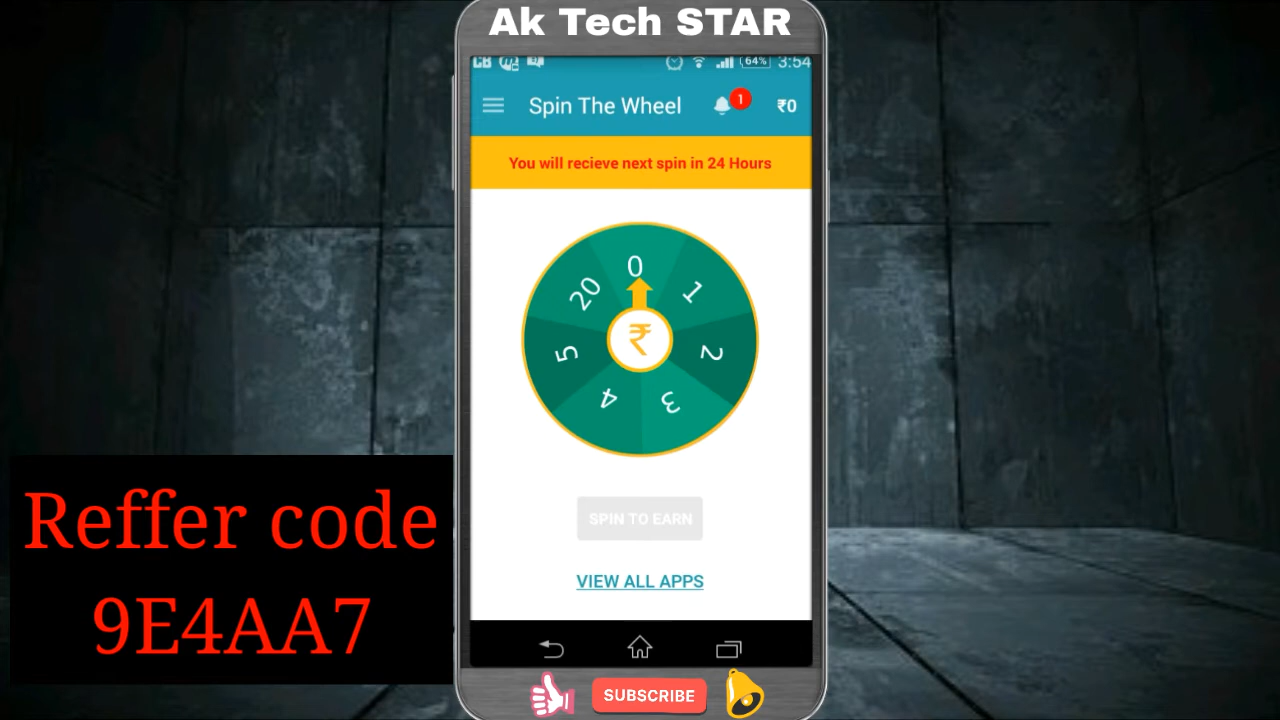 Ak Tech STAR
64% 3:54
Spin The Wheel 1 ₹0
You will recieve next spin in 24 Hours
0
1
2
3
4
5
20
₹
SPIN TO EARN
VIEW ALL APPS
Reffer code
9E4AA7
SUBSCRIBE